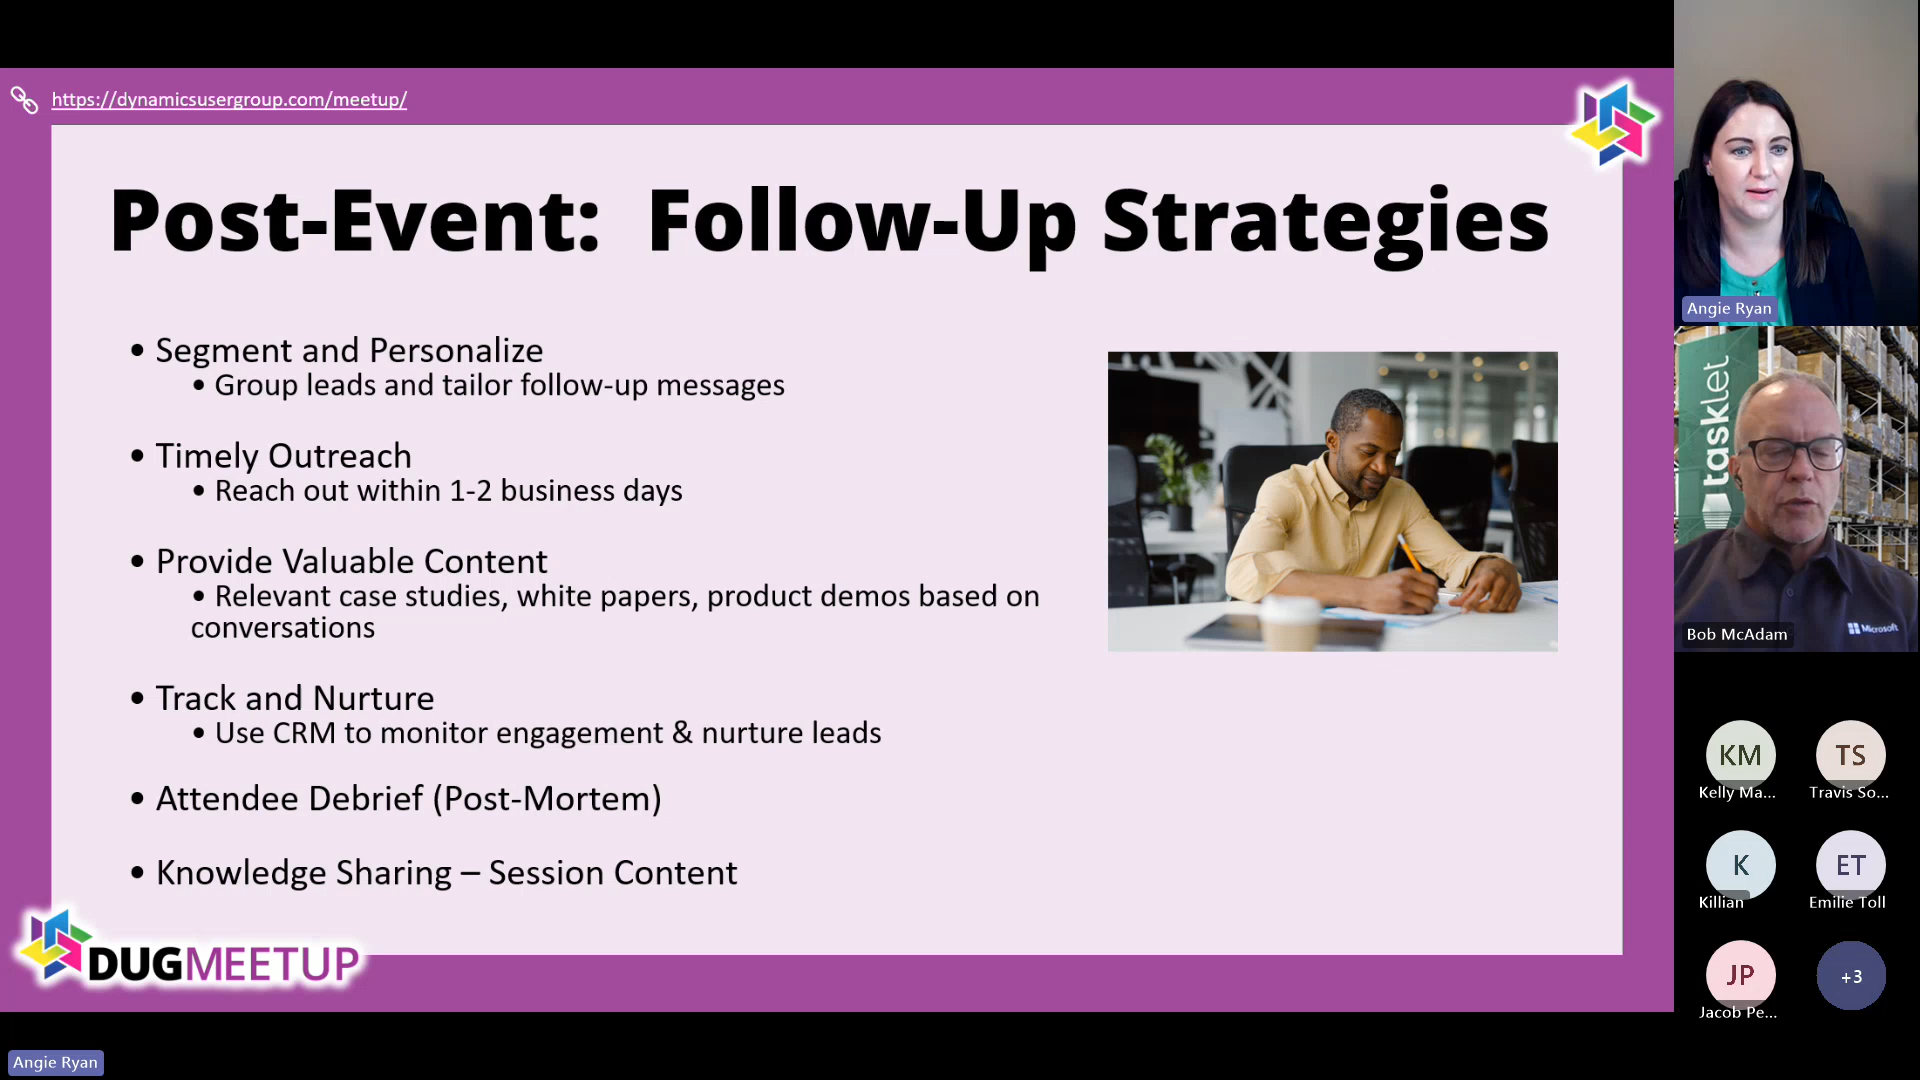 https://dynamicsusergroup.com/meetup/
Post-Event: Follow-Up Strategies
• Segment and Personalize
• Group leads and tailor follow-up messages
• Timely Outreach
• Reach out within 1-2 business days
• Provide Valuable Content
• Relevant case studies, white papers, product demos based on
conversations
• Track and Nurture
• Use CRM to monitor engagement & nurture leads
• Attendee Debrief (Post-Mortem)
• Knowledge Sharing – Session Content
DUGMEETUP
Angie Ryan
Angie Ryan
tasklet
Microsoft
Bob McAdam
KM
Kelly Ma...
TS
Travis So...
K
Killian
ET
Emilie Toll
JP
Jacob Pe...
+3